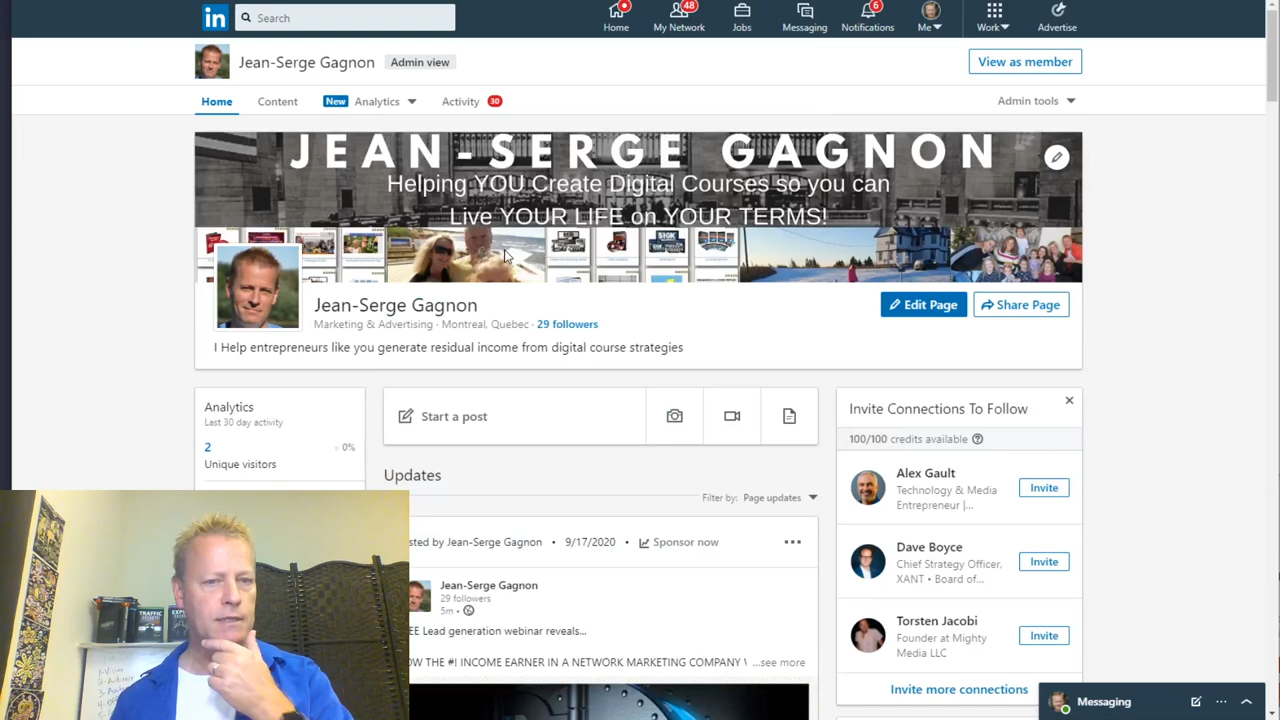 in
Search
48
6
Home
My Network
Jobs
Messaging
Notifications
Me
Work
Advertise
Jean-Serge Gagnon
Admin view
View as member
Home
Content
New
Analytics
Activity
30
Admin tools
JEAN-SERGE GAGNON
Helping YOU Create Digital Courses so you can
Live YOUR LIFE on YOUR TERMS!
Jean-Serge Gagnon
Marketing & Advertising · Montreal, Quebec · 29 followers
I Help entrepreneurs like you generate residual income from digital course strategies
Edit Page
Share Page
Analytics
Last 30 day activity
2
0%
Unique visitors
Start a post
Updates
Filter by: Page updates
sted by Jean-Serge Gagnon • 9/17/2020 •
Sponsor now
Jean-Serge Gagnon
29 followers
5m •
EE Lead generation webinar reveals...
OW THE #1 INCOME EARNER IN A NETWORK MARKETING COMPANY
...see more
Invite Connections To Follow
100/100 credits available
Alex Gault
Technology & Media
Entrepreneur |...
Invite
Dave Boyce
Chief Strategy Officer,
XANT • Board of...
Invite
Torsten Jacobi
Founder at Mighty
Media LLC
Invite
Invite more connections
Messaging
TRAFFIC